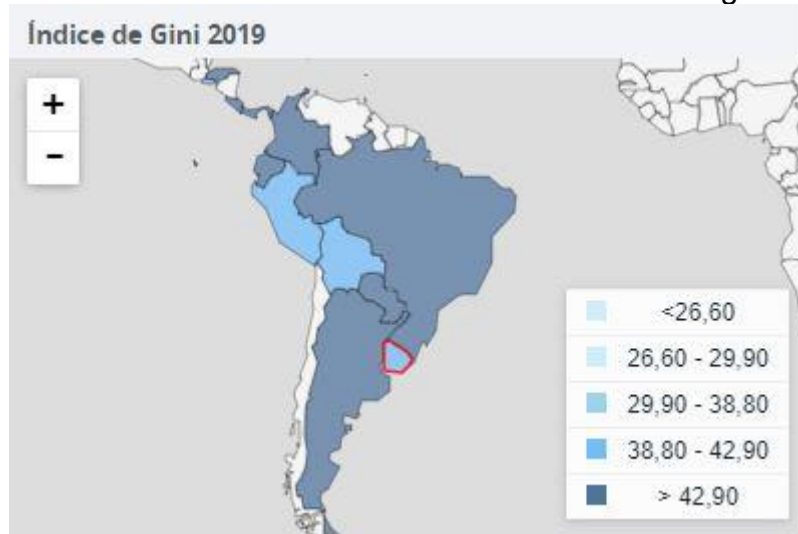 Índice de Gini 2019
+
-
<26,60
26,60 - 29,90
29,90 - 38,80
38,80 - 42,90
> 42,90